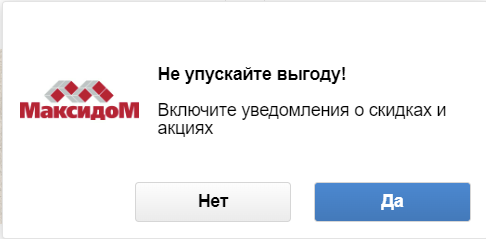 Не упускайте выгоду!
МаксидоМ
Включите уведомления о скидках и
акциях
Нет
Да